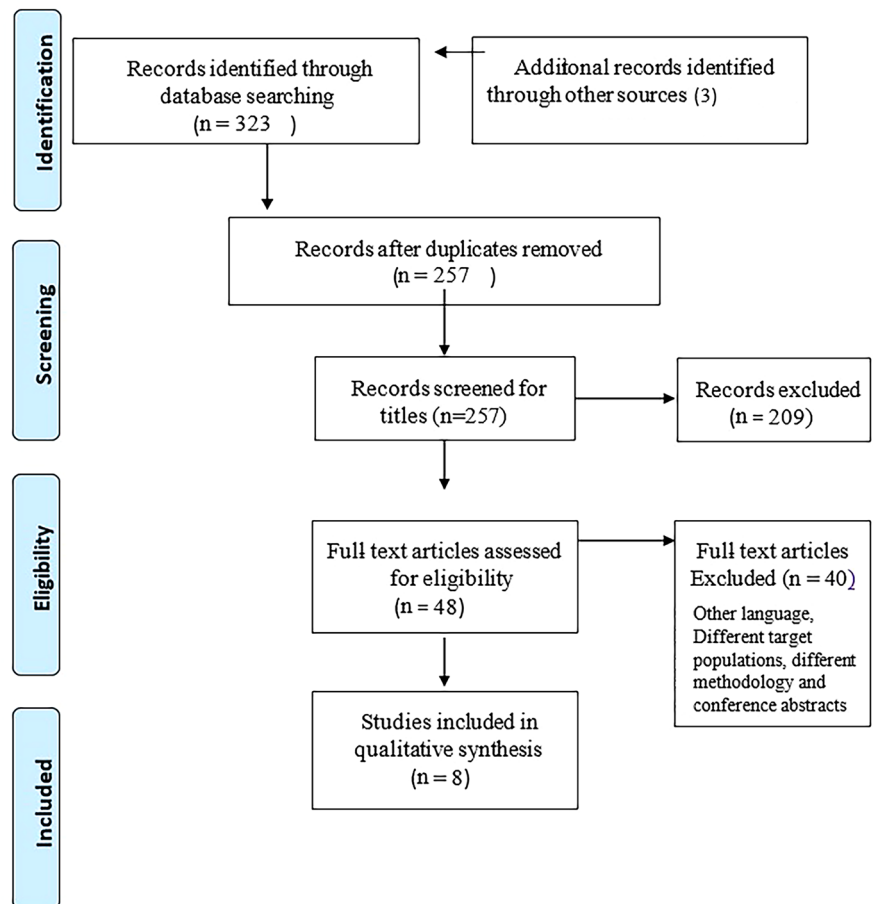 Identification
Records identified through
database searching
(n = 323 )
Additional records identified
through other sources (3)
Screening
Records after duplicates removed
(n = 257 )
Records screened for
titles (n=257)
Records excluded
(n = 209)
Eligibility
Full text articles assessed
for eligibility
(n = 48)
Full text articles
Excluded (n = 40)
Other language,
Different target
populations, different
methodology and
conference abstracts
Included
Studies included in
qualitative synthesis
(n = 8)